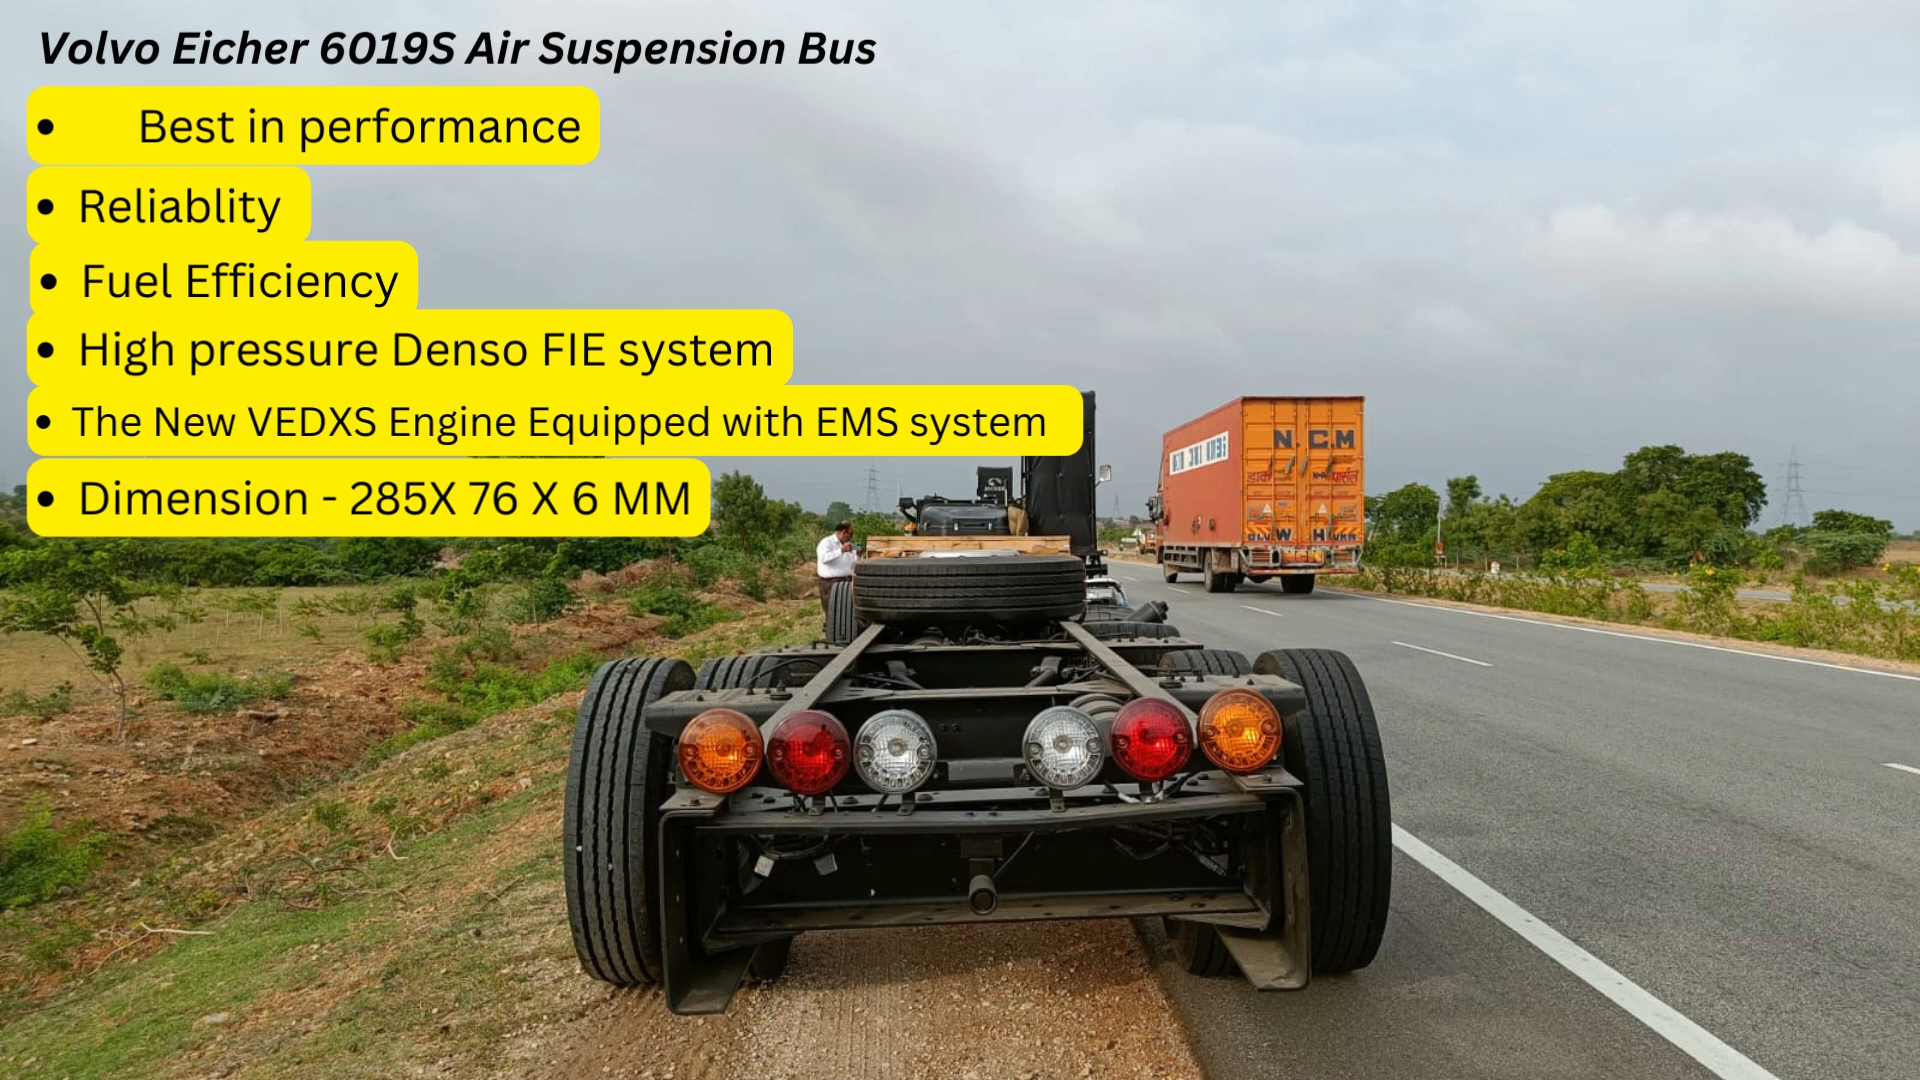 Volvo Eicher 6019S Air Suspension Bus
• Best in performance
• Reliablity
• Fuel Efficiency
• High pressure Denso FIE system
• The New VEDXS Engine Equipped with EMS system
• Dimension - 285X 76 X 6 MM
N.C.M